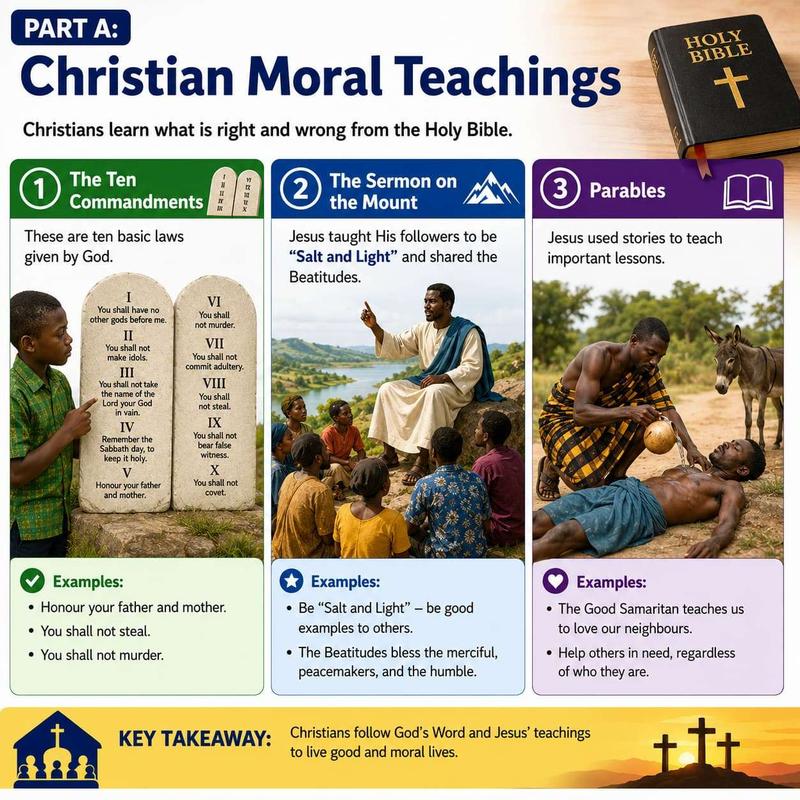 PART A:
Christian Moral Teachings
HOLY
BIBLE
Christians learn what is right and wrong from the Holy Bible.
1 The Ten
Commandments
These are ten basic laws
given by God.
I
You shall have no
other gods before me.
II
You shall not
make idols.
III
You shall not take
the name of the
Lord your God
in vain.
IV
Remember the
Sabbath day, to
keep it holy.
V
Honour your father
and mother.
VI
You shall
not murder.
VII
You shall not
commit adultery.
VIII
You shall
not steal.
IX
You shall not
bear false
witness.
X
You shall not
covet.
Examples:
• Honour your father and mother.
• You shall not steal.
• You shall not murder.
2 The Sermon on
the Mount
Jesus taught His followers to be
“Salt and Light” and shared the
Beatitudes.
Examples:
• Be “Salt and Light” – be good
examples to others.
• The Beatitudes bless the merciful,
peacemakers, and the humble.
3 Parables
Jesus used stories to teach
important lessons.
Examples:
• The Good Samaritan teaches us
to love our neighbours.
• Help others in need, regardless
of who they are.
KEY TAKEAWAY:
Christians follow God’s Word and Jesus’ teachings
to live good and moral lives.